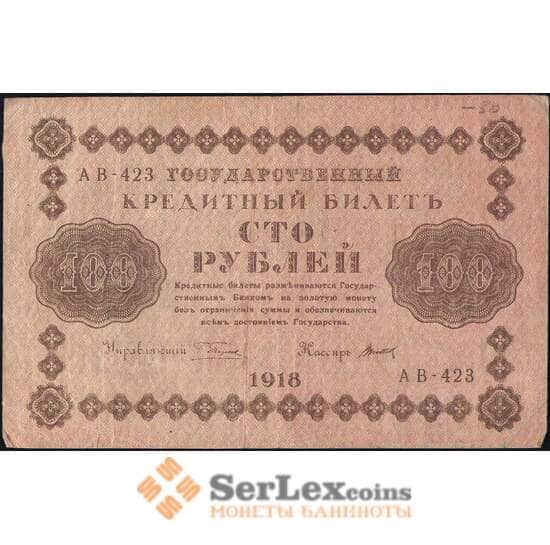 АВ-423 ГОСУДАРСТВЕННЫЙ
КРЕДИТНЫЙ БИЛЕТЪ
СТО
РУБЛЕЙ
100
100
Кредитные билеты размѣниваются Государ-
ственнымъ Банкомъ на золотую монету
безъ ограниченія суммы и обезпечиваются
всѣмъ достояніемъ Государства.
Управляющій
Кассиръ
1918
АВ-423
SerLexcoins
МОНЕТЫ БАНКНОТЫ